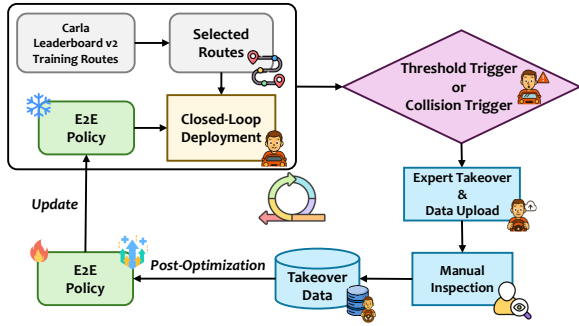 Carla
Leaderboard v2
Training Routes
Selected
Routes
E2E
Policy
Closed-Loop
Deployment
Threshold Trigger
or
Collision Trigger
Expert Takeover
&
Data Upload
Manual
Inspection
Takeover
Data
Post-Optimization
E2E
Policy
Update